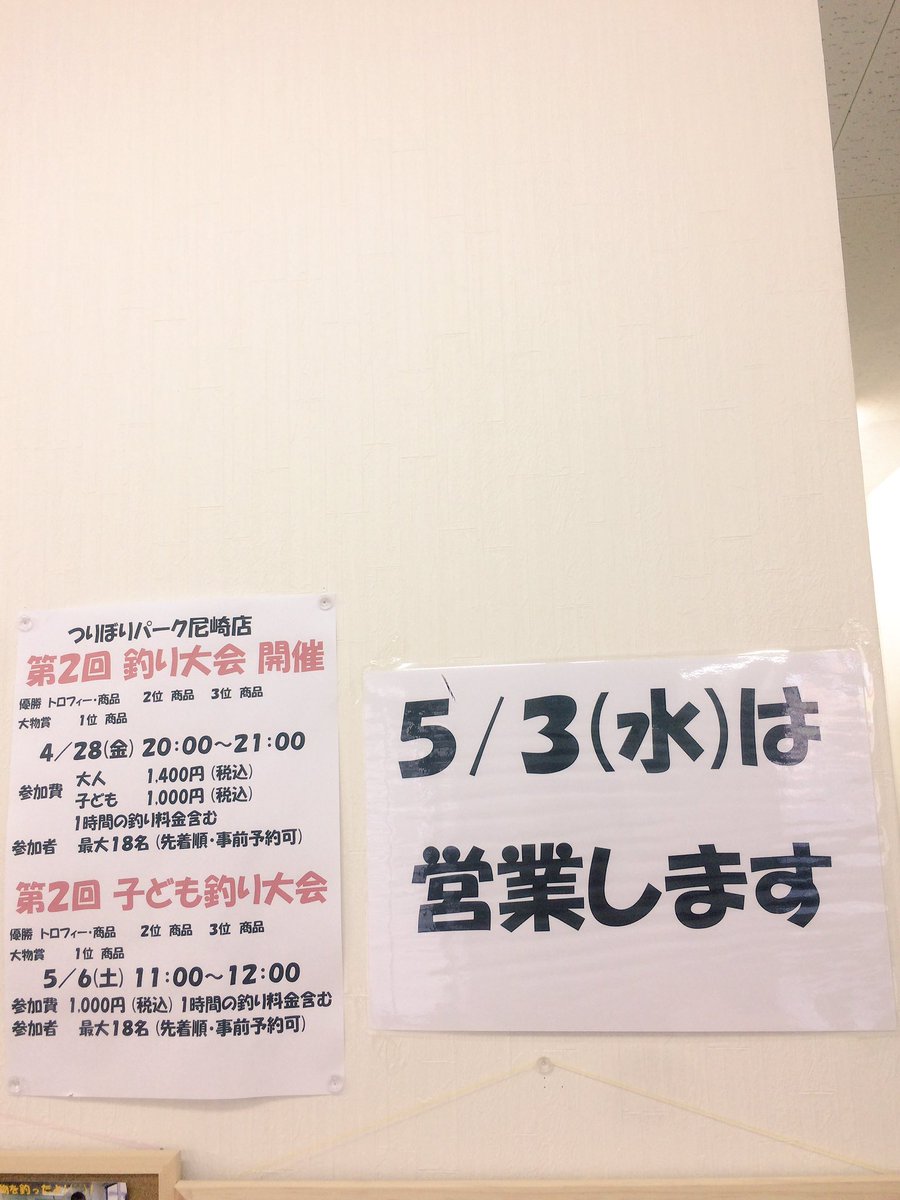 つりぼりパーク尼崎店
第2回 釣り大会 開催
優勝 トロフィー・商品 2位 商品 3位 商品
大物賞 1位 商品
4/28(金) 20:00～21:00
参加費 大人 1,400円(税込)
子ども 1,000円(税込)
1時間の釣り料金含む
参加者 最大18名(先着順・事前予約可)
第2回 子ども釣り大会
優勝 トロフィー・商品 2位 商品 3位 商品
大物賞 1位 商品
5/6(土) 11:00～12:00
参加費 1,000円(税込) 1時間の釣り料金含む
参加者 最大18名(先着順・事前予約可)
5/3(水)は
営業します